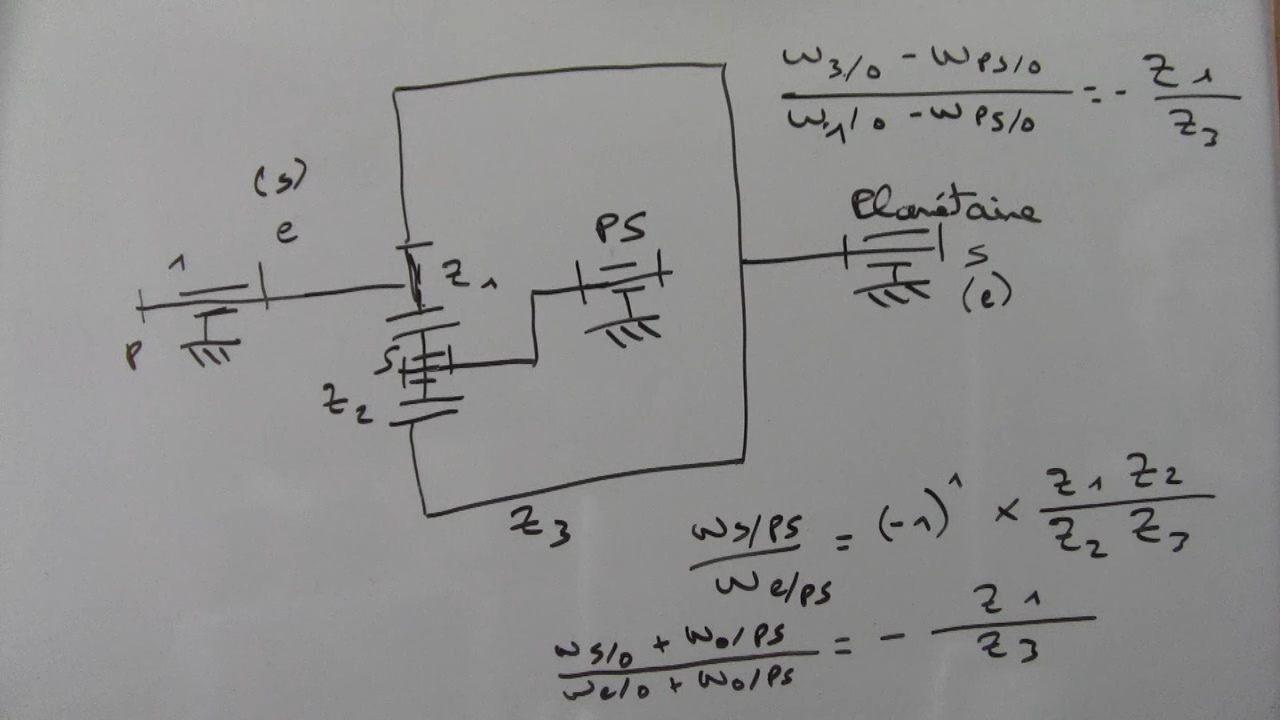 ω3/0 - ωPS/0 / ω1/0 - ωPS/0 = - Z1 / Z3
(s)
e
1
P
Z1
PS
Planétaire
s
(e)
S
Z2
Z3
ωs/PS / ωe/PS = (-1)^1 × Z1 Z2 / Z2 Z3
ωs/0 + ω0/PS / ωe/0 + ω0/PS = - Z1 / Z3